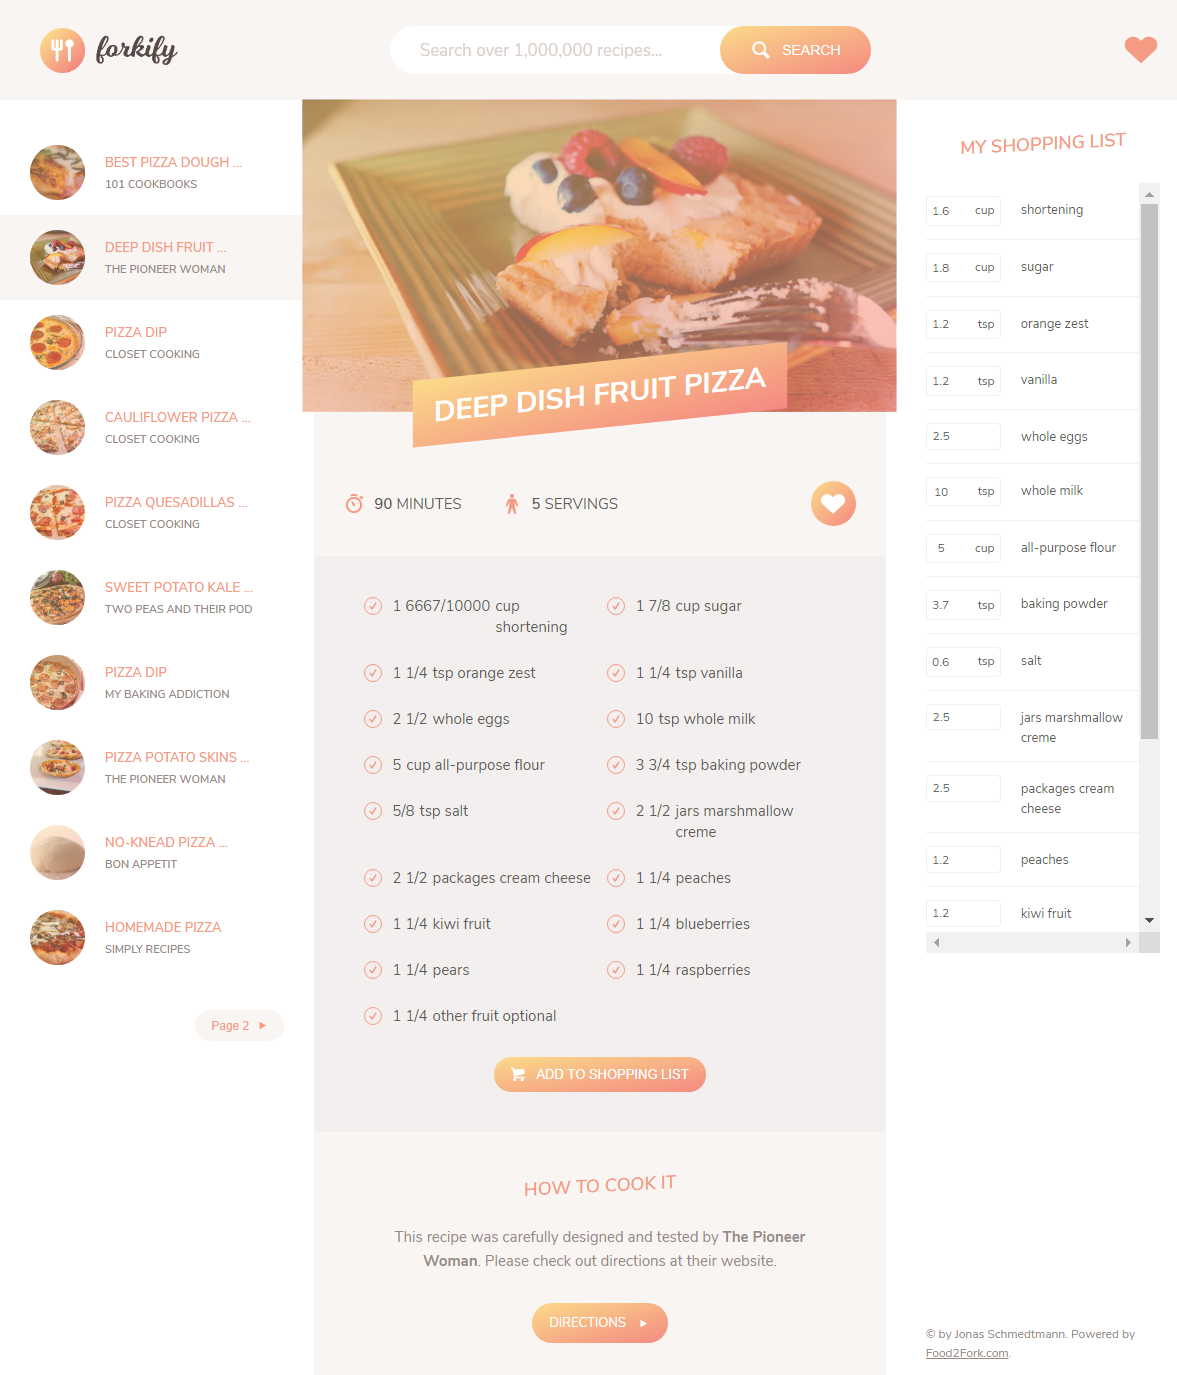 forkify
Search over 1,000,000 recipes...
SEARCH
BEST PIZZA DOUGH ...
101 COOKBOOKS
DEEP DISH FRUIT ...
THE PIONEER WOMAN
PIZZA DIP
CLOSET COOKING
CAULIFLOWER PIZZA ...
CLOSET COOKING
PIZZA QUESADILLAS ...
CLOSET COOKING
SWEET POTATO KALE ...
TWO PEAS AND THEIR POD
PIZZA DIP
MY BAKING ADDICTION
PIZZA POTATO SKINS ...
THE PIONEER WOMAN
NO-KNEAD PIZZA ...
BON APPETIT
HOMEMADE PIZZA
SIMPLY RECIPES
Page 2
DEEP DISH FRUIT PIZZA
90 MINUTES
5 SERVINGS
1 6667/10000 cup
shortening
1 7/8 cup sugar
1 1/4 tsp orange zest
1 1/4 tsp vanilla
2 1/2 whole eggs
10 tsp whole milk
5 cup all-purpose flour
3 3/4 tsp baking powder
5/8 tsp salt
2 1/2 jars marshmallow
creme
2 1/2 packages cream cheese
1 1/4 peaches
1 1/4 kiwi fruit
1 1/4 blueberries
1 1/4 pears
1 1/4 raspberries
1 1/4 other fruit optional
ADD TO SHOPPING LIST
HOW TO COOK IT
This recipe was carefully designed and tested by The Pioneer
Woman. Please check out directions at their website.
DIRECTIONS
MY SHOPPING LIST
1.6 cup shortening
1.8 cup sugar
1.2 tsp orange zest
1.2 tsp vanilla
2.5 whole eggs
10 tsp whole milk
5 cup all-purpose flour
3.7 tsp baking powder
0.6 tsp salt
2.5 jars marshmallow
creme
2.5 packages cream
cheese
1.2 peaches
1.2 kiwi fruit
© by Jonas Schmedtmann. Powered by
Food2Fork.com.